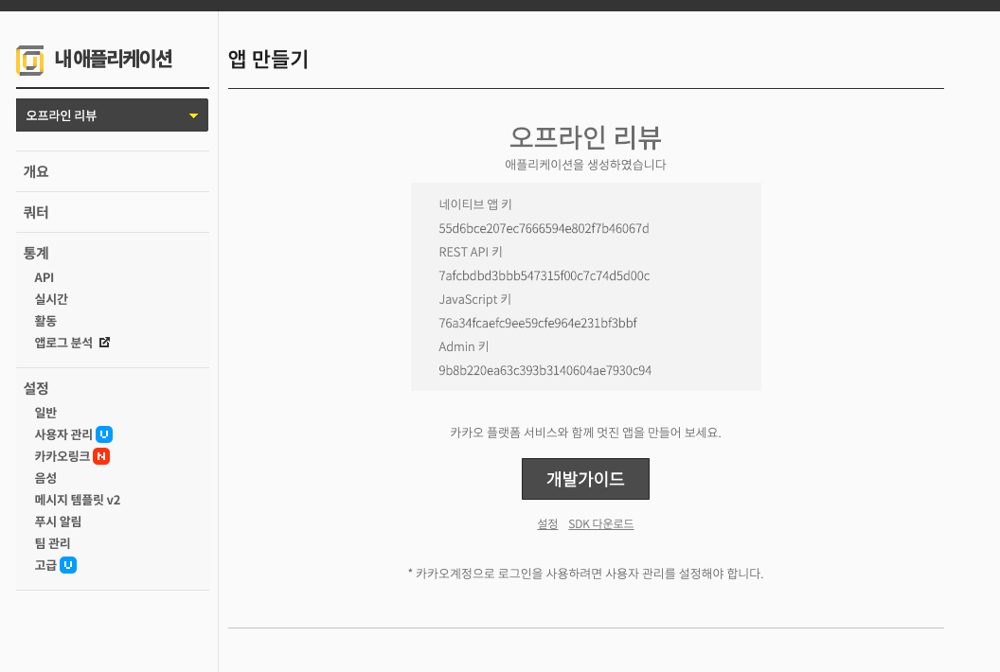 내 애플리케이션
오프라인 리뷰
개요
쿼터
통계
API
실시간
활동
앱로그 분석
설정
일반
사용자 관리 U
카카오링크 N
음성
메시지 템플릿 v2
푸시 알림
팀 관리
고급 U
앱 만들기
오프라인 리뷰
애플리케이션을 생성하였습니다
네이티브 앱 키
55d6bce207ec7666594e802f7b46067d
REST API 키
7afcbdbd3bbb547315f00c7c74d5d00c
JavaScript 키
76a34fcaefc9ee59cfe964e231bf3bbf
Admin 키
9b8b220ea63c393b3140604ae7930c94
카카오 플랫폼 서비스와 함께 멋진 앱을 만들어 보세요.
개발가이드
설정 SDK 다운로드
* 카카오계정으로 로그인을 사용하려면 사용자 관리를 설정해야 합니다.